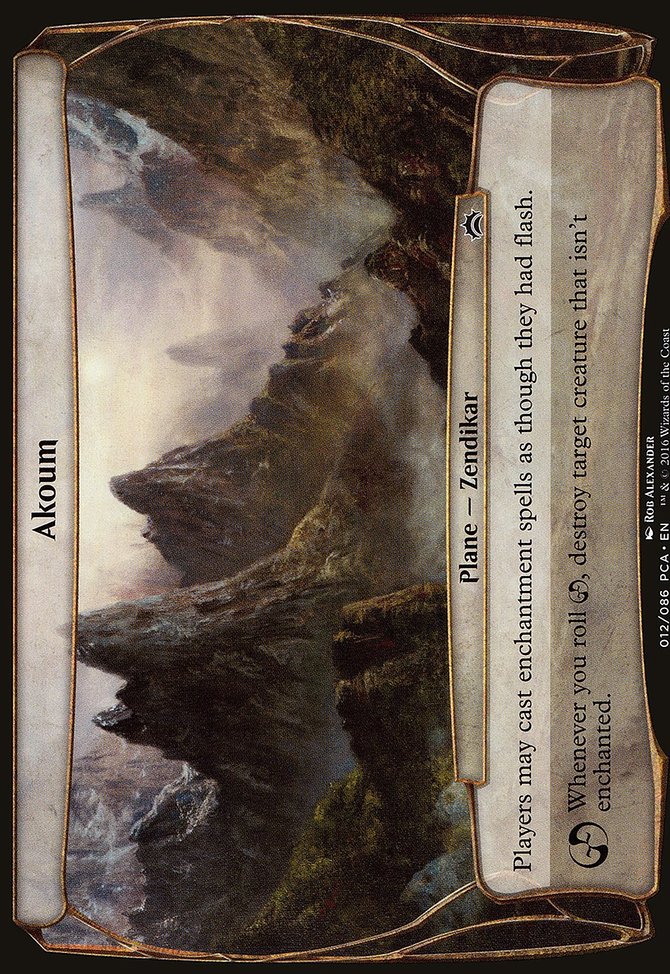 Akoum
Plane — Zendikar
Players may cast enchantment spells as though they had flash.
Whenever you roll , destroy target creature that isn't
enchanted.
ROB ALEXANDER
012/086 PCA • EN ™ & © 2016 Wizards of the Coast